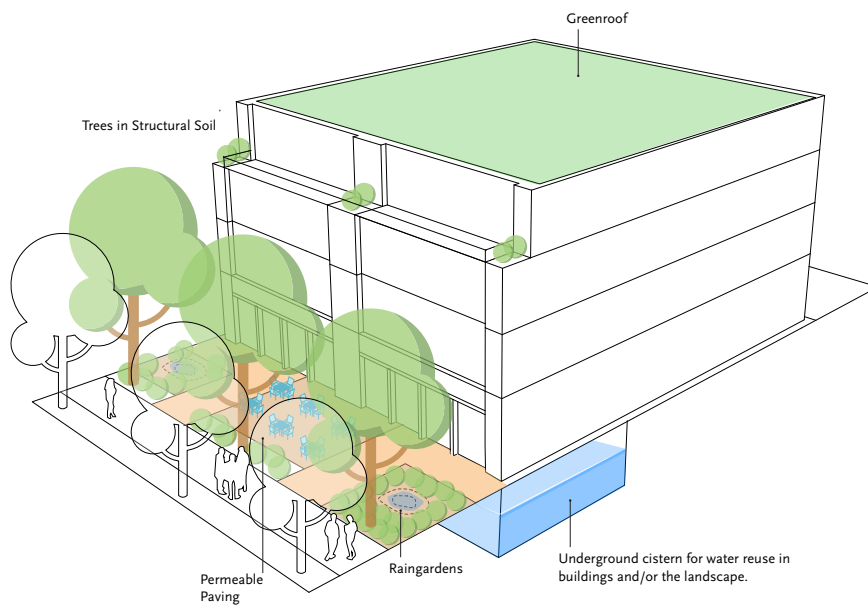 Greenroof
Trees in Structural Soil
Permeable
Paving
Raingardens
Underground cistern for water reuse in
buildings and/or the landscape.